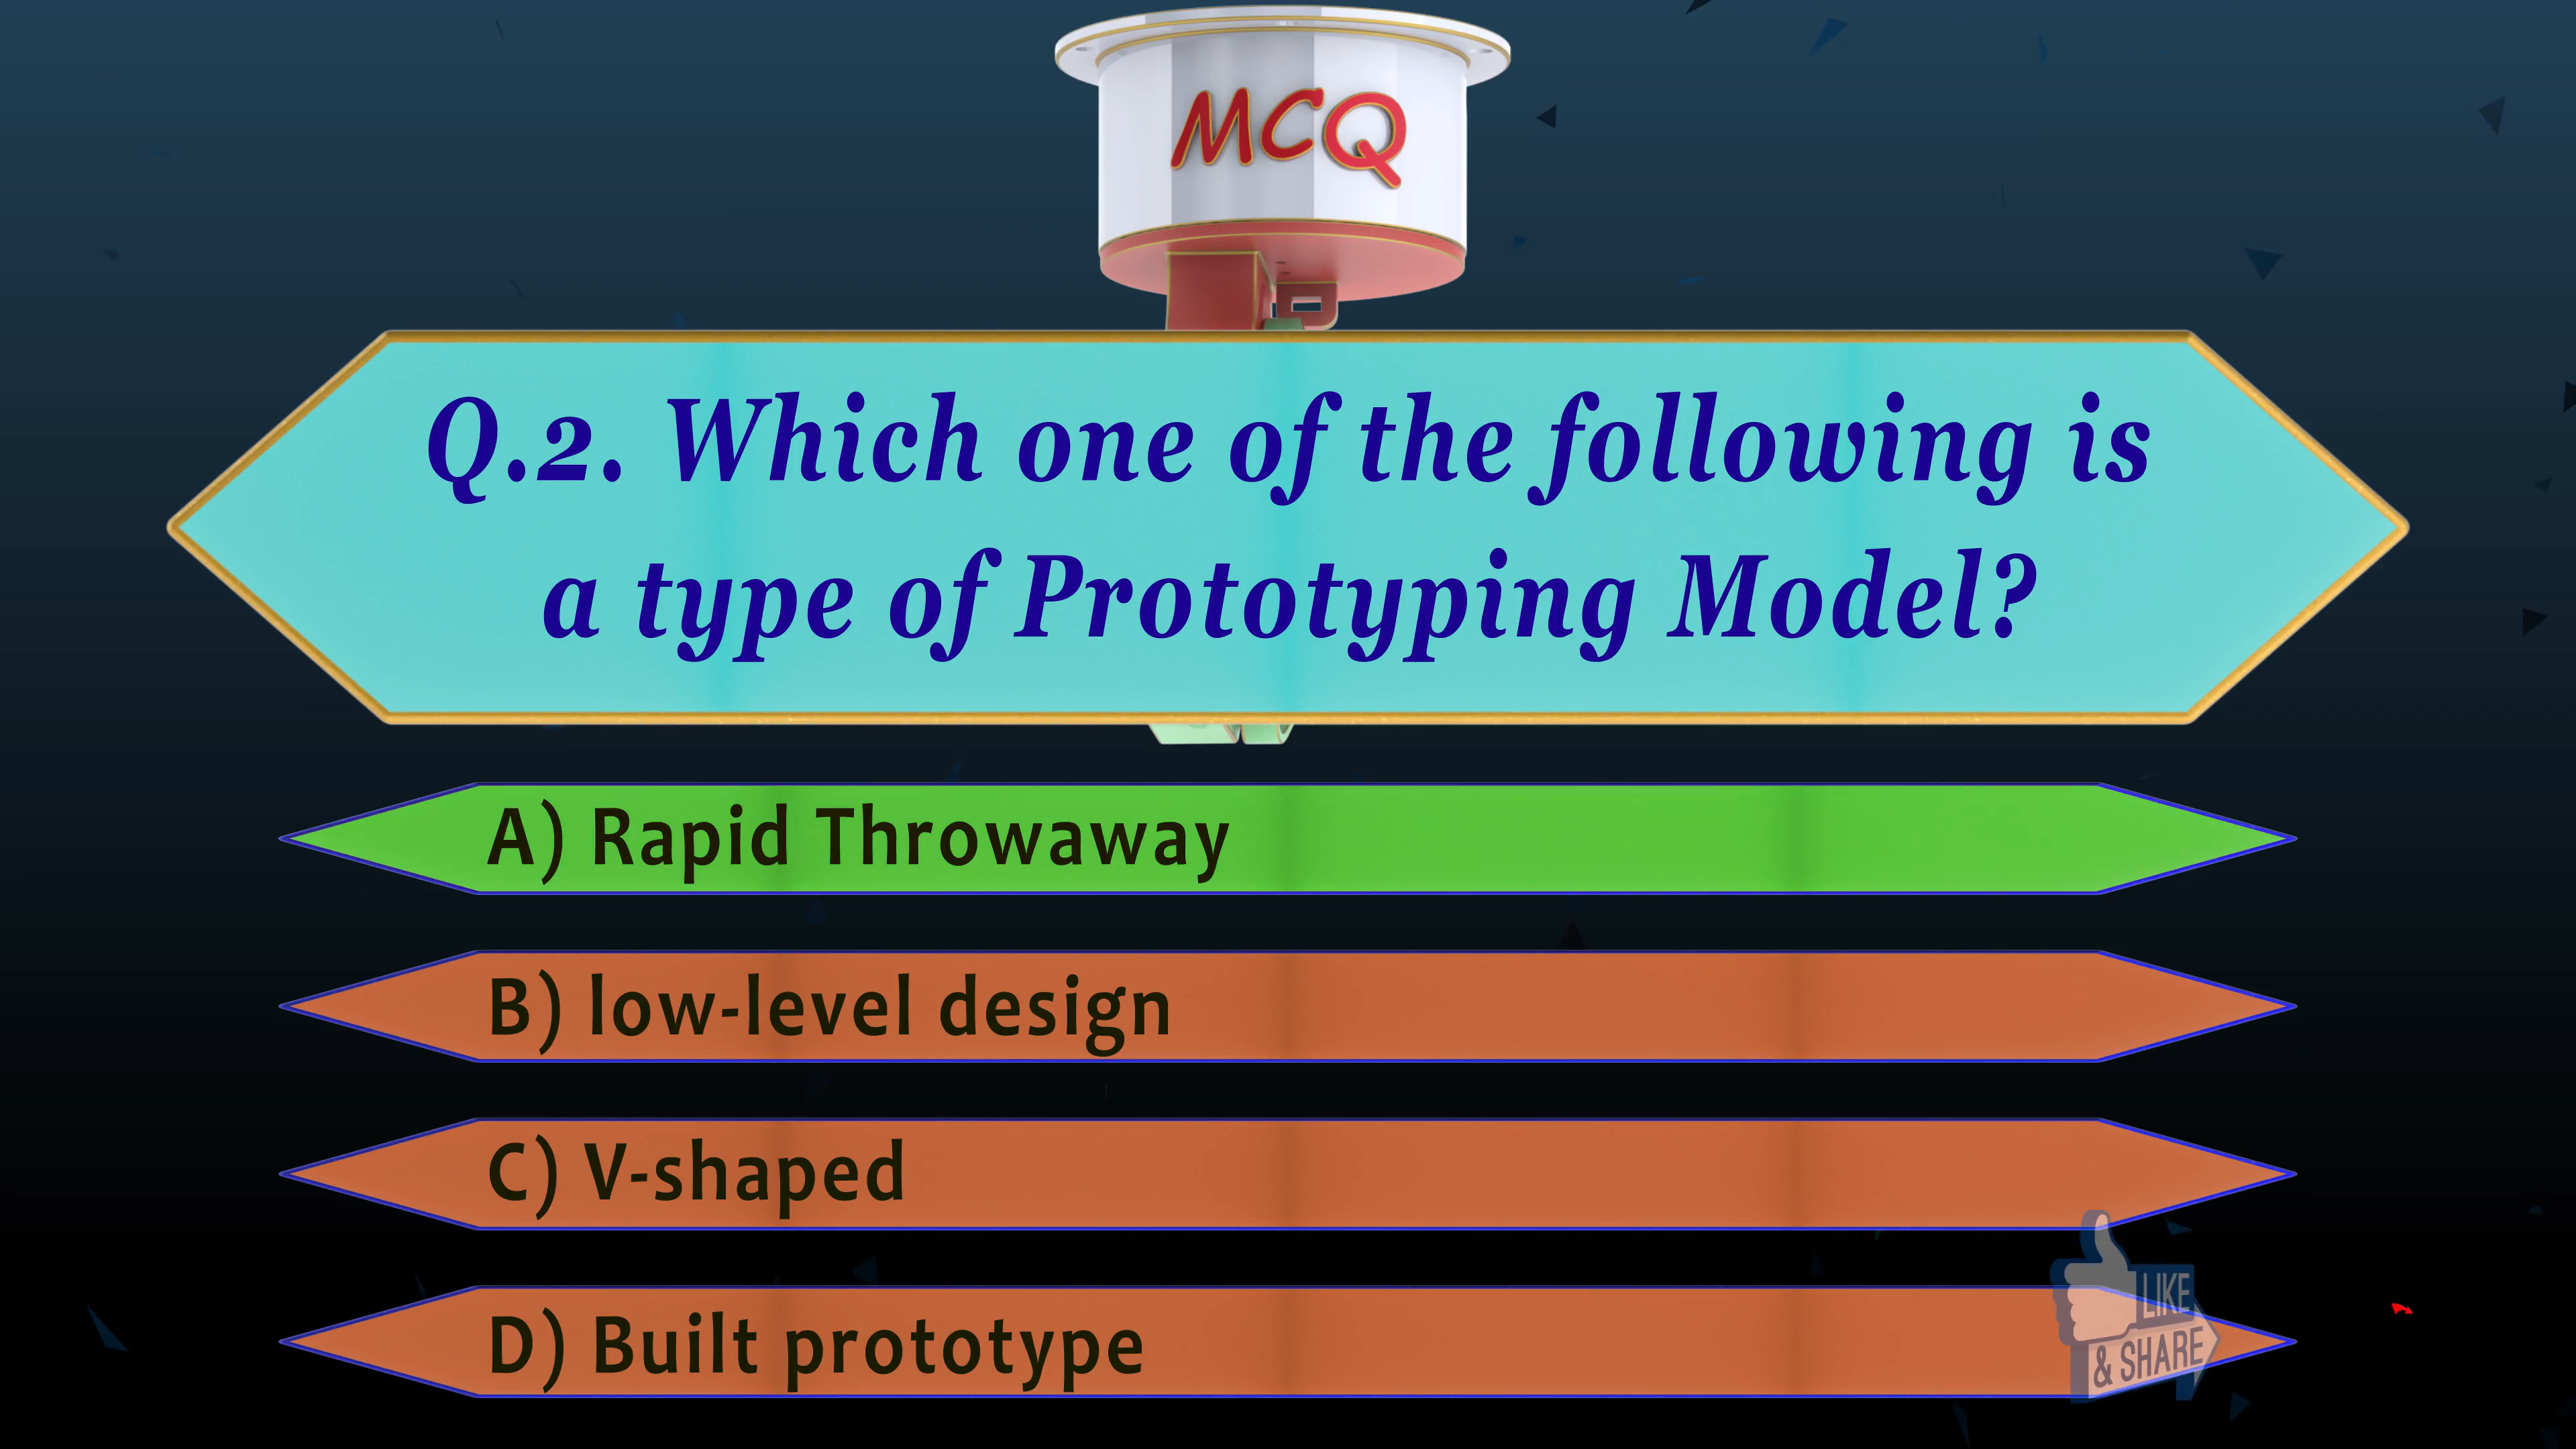 MCQ
Q.2. Which one of the following is
a type of Prototyping Model?
A) Rapid Throwaway
B) low-level design
C) V-shaped
D) Built prototype
LIKE
& SHARE